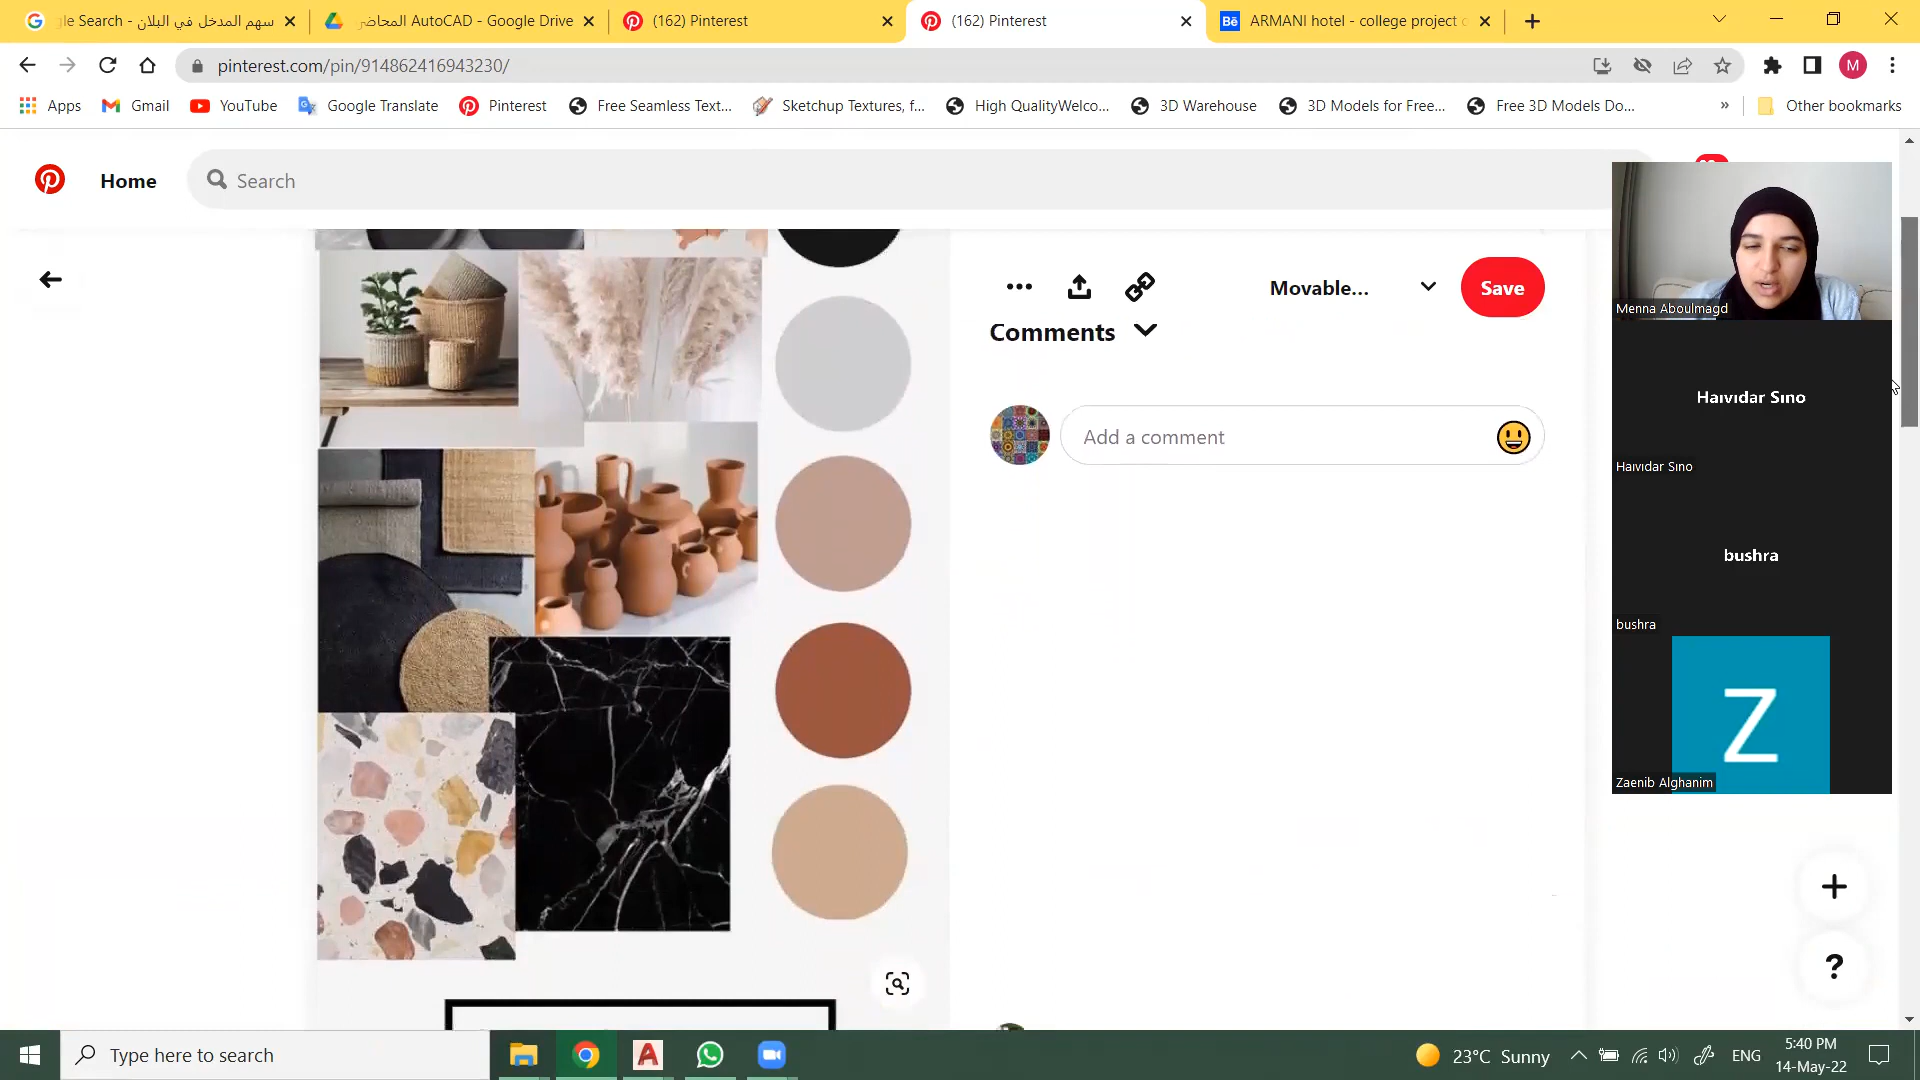 le Search - سهم المدخل في البلان
المحاضر AutoCAD - Google Drive
(162) Pinterest
(162) Pinterest
Bē ARMANI hotel - college project o
pinterest.com/pin/914862416943230/
M
Apps
Gmail
YouTube
Google Translate
Pinterest
Free Seamless Text...
Sketchup Textures, f...
High QualityWelco...
3D Warehouse
3D Models for Free...
Free 3D Models Do...
»
Other bookmarks
Home
Search
Movable...
Save
Comments
Add a comment
Menna Aboulmagd
Haıvıdar Sıno
Haıvıdar Sıno
bushra
bushra
Z
Zaenib Alghanim
+
?
Type here to search
23°C Sunny
ENG
5:40 PM
14-May-22